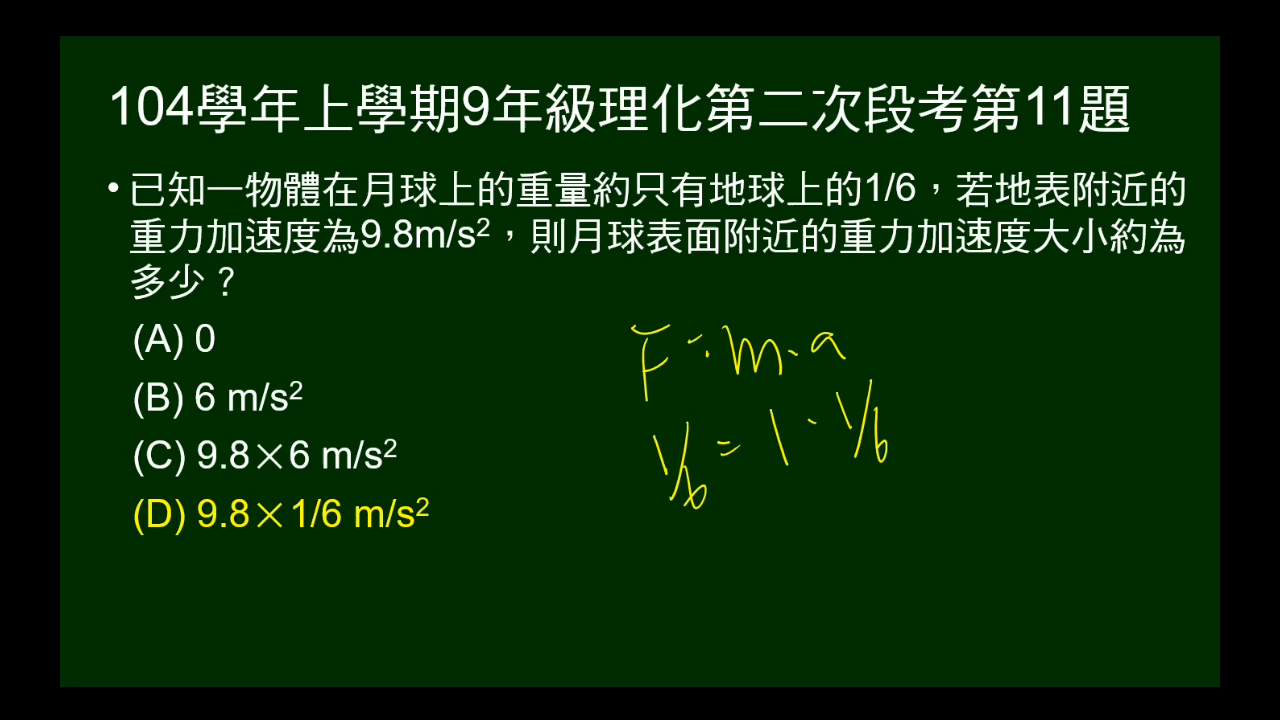 104學年上學期9年級理化第二次段考第11題
• 已知一物體在月球上的重量約只有地球上的1/6，若地表附近的
重力加速度為9.8m/s²，則月球表面附近的重力加速度大小約為
多少？
(A) 0
(B) 6 m/s²
(C) 9.8×6 m/s²
(D) 9.8×1/6 m/s²
F = m · a
1/6 = 1 · 1/6